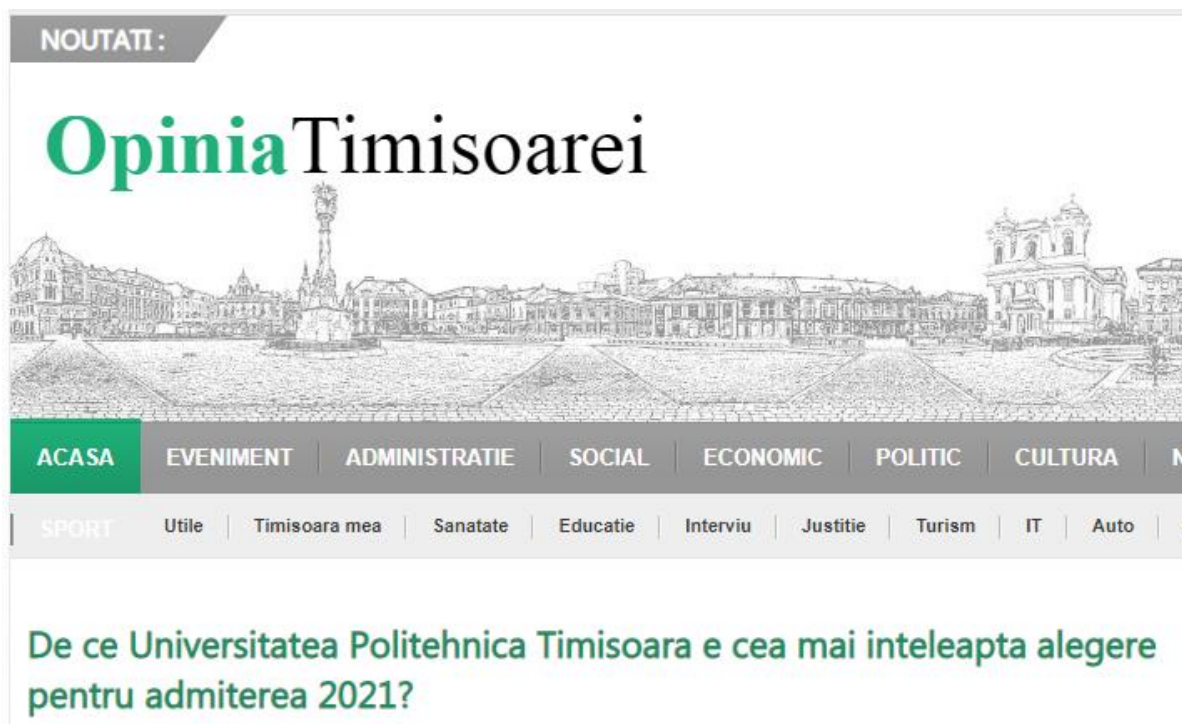 NOUTATI :
OpiniaTimisoarei
ACASA EVENIMENT ADMINISTRATIE SOCIAL ECONOMIC POLITIC CULTURA
SPORT Utile Timisoara mea Sanatate Educatie Interviu Justitie Turism IT Auto
De ce Universitatea Politehnica Timisoara e cea mai inteleapta alegere
pentru admiterea 2021?